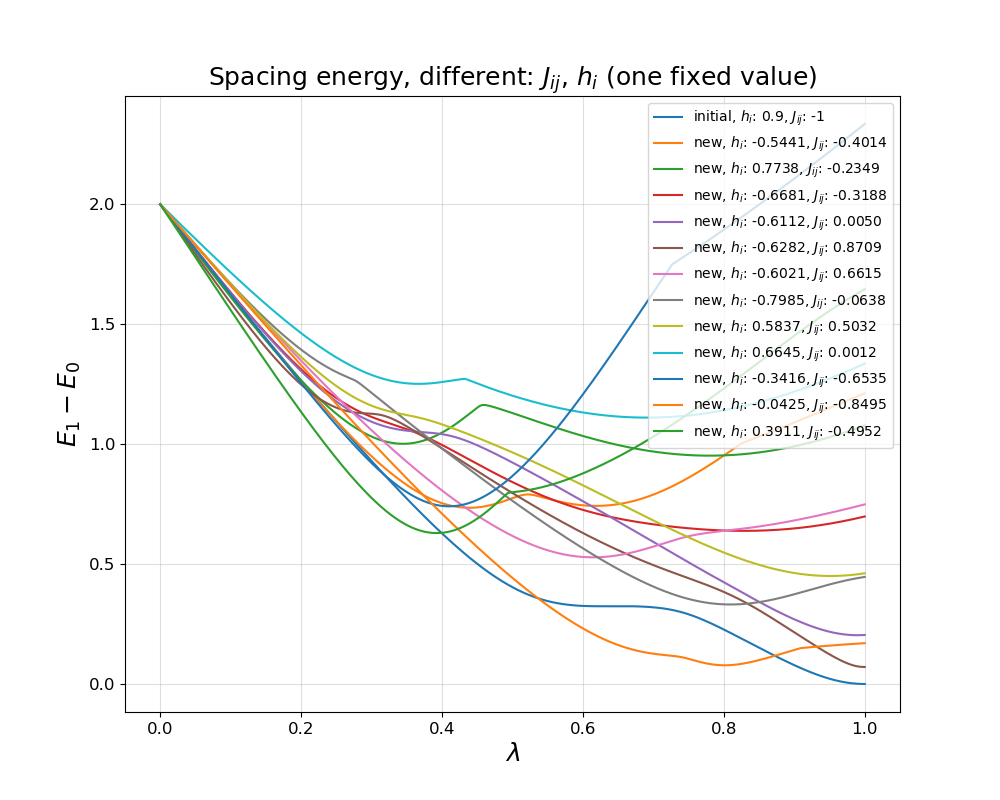 Spacing energy, different: J_ij, h_i (one fixed value)
initial, h_i: 0.9, J_ij: -1
new, h_i: -0.5441, J_ij: -0.4014
new, h_i: 0.7738, J_ij: -0.2349
new, h_i: -0.6681, J_ij: -0.3188
new, h_i: -0.6112, J_ij: 0.0050
new, h_i: -0.6282, J_ij: 0.8709
new, h_i: -0.6021, J_ij: 0.6615
new, h_i: -0.7985, J_ij: -0.0638
new, h_i: 0.5837, J_ij: 0.5032
new, h_i: 0.6645, J_ij: 0.0012
new, h_i: -0.3416, J_ij: -0.6535
new, h_i: -0.0425, J_ij: -0.8495
new, h_i: 0.3911, J_ij: -0.4952
E_1 − E_0
2.0
1.5
1.0
0.5
0.0
0.0 0.2 0.4 0.6 0.8 1.0
λ